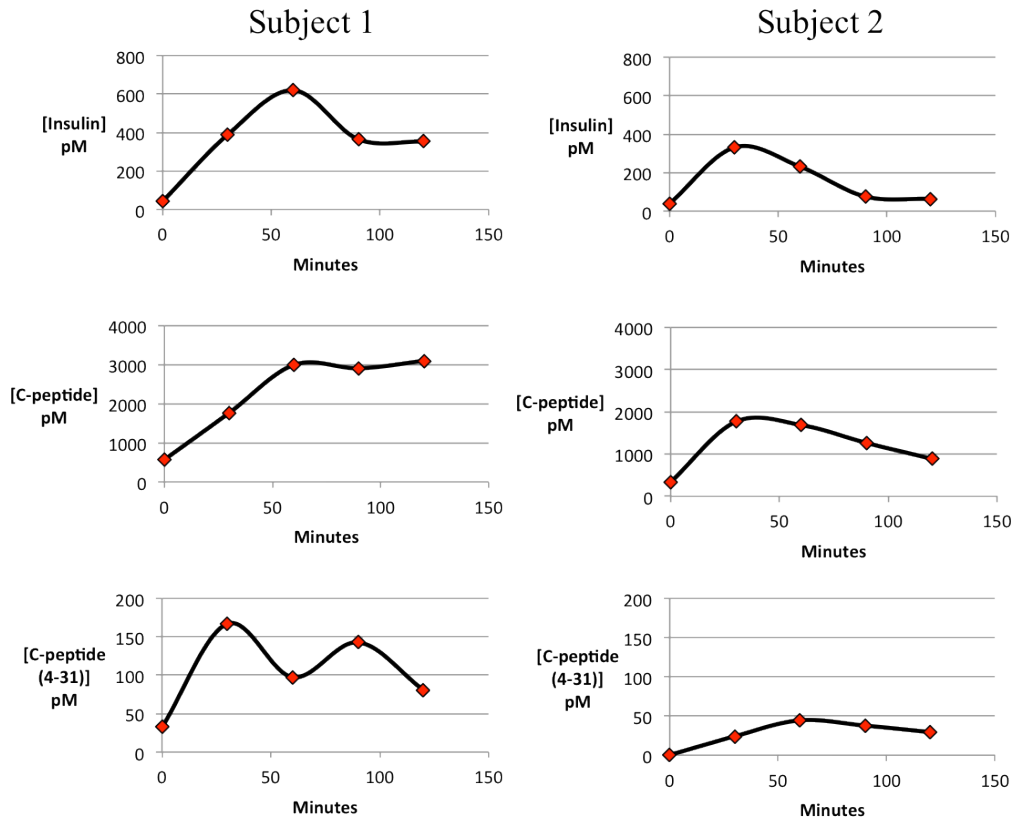 Subject 1
Subject 2
800
600
400
200
0
[Insulin]
pM
0 50 100 150
Minutes
800
600
400
200
0
[Insulin]
pM
0 50 100 150
Minutes
4000
3000
2000
1000
0
[C-peptide]
pM
0 50 100 150
Minutes
4000
3000
2000
1000
0
[C-peptide]
pM
0 50 100 150
Minutes
200
150
100
50
0
[C-peptide
(4-31)]
pM
0 50 100 150
Minutes
200
150
100
50
0
[C-peptide
(4-31)]
pM
0 50 100 150
Minutes